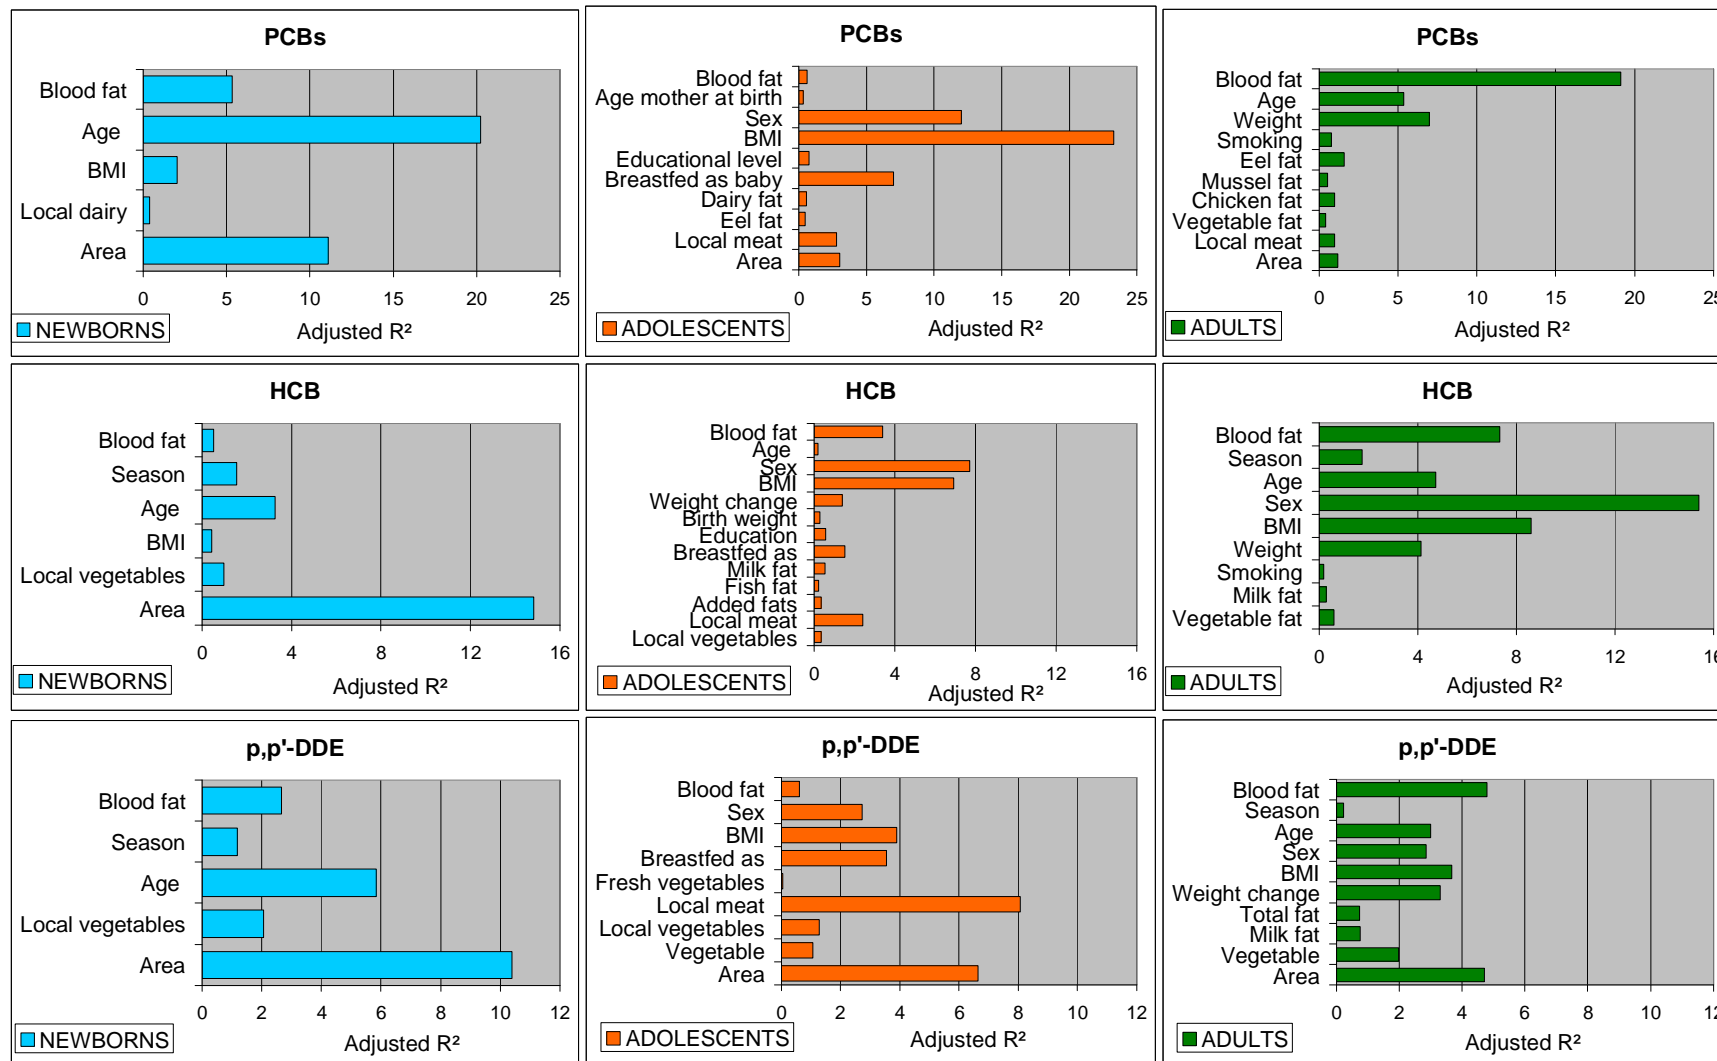 PCBs
Blood fat
Age
BMI
Local dairy
Area
0 5 10 15 20 25
NEWBORNS
Adjusted R²
PCBs
Blood fat
Age mother at birth
Sex
BMI
Educational level
Breastfed as baby
Dairy fat
Eel fat
Local meat
Area
0 5 10 15 20 25
ADOLESCENTS
Adjusted R²
PCBs
Blood fat
Age
Weight
Smoking
Eel fat
Mussel fat
Chicken fat
Vegetable fat
Local meat
Area
0 5 10 15 20 25
ADULTS
Adjusted R²
HCB
Blood fat
Season
Age
BMI
Local vegetables
Area
0 4 8 12 16
NEWBORNS
Adjusted R²
HCB
Blood fat
Age
Sex
BMI
Weight change
Birth weight
Education
Breastfed as
Milk fat
Fish fat
Added fats
Local meat
Local vegetables
0 4 8 12 16
ADOLESCENTS
Adjusted R²
HCB
Blood fat
Season
Age
Sex
BMI
Weight
Smoking
Milk fat
Vegetable fat
0 4 8 12 16
ADULTS
Adjusted R²
p,p'-DDE
Blood fat
Season
Age
Local vegetables
Area
0 2 4 6 8 10 12
NEWBORNS
Adjusted R²
p,p'-DDE
Blood fat
Sex
BMI
Breastfed as
Fresh vegetables
Local meat
Local vegetables
Vegetable
Area
0 2 4 6 8 10 12
ADOLESCENTS
Adjusted R²
p,p'-DDE
Blood fat
Season
Age
Sex
BMI
Weight change
Total fat
Milk fat
Vegetable
Area
0 2 4 6 8 10 12
ADULTS
Adjusted R²